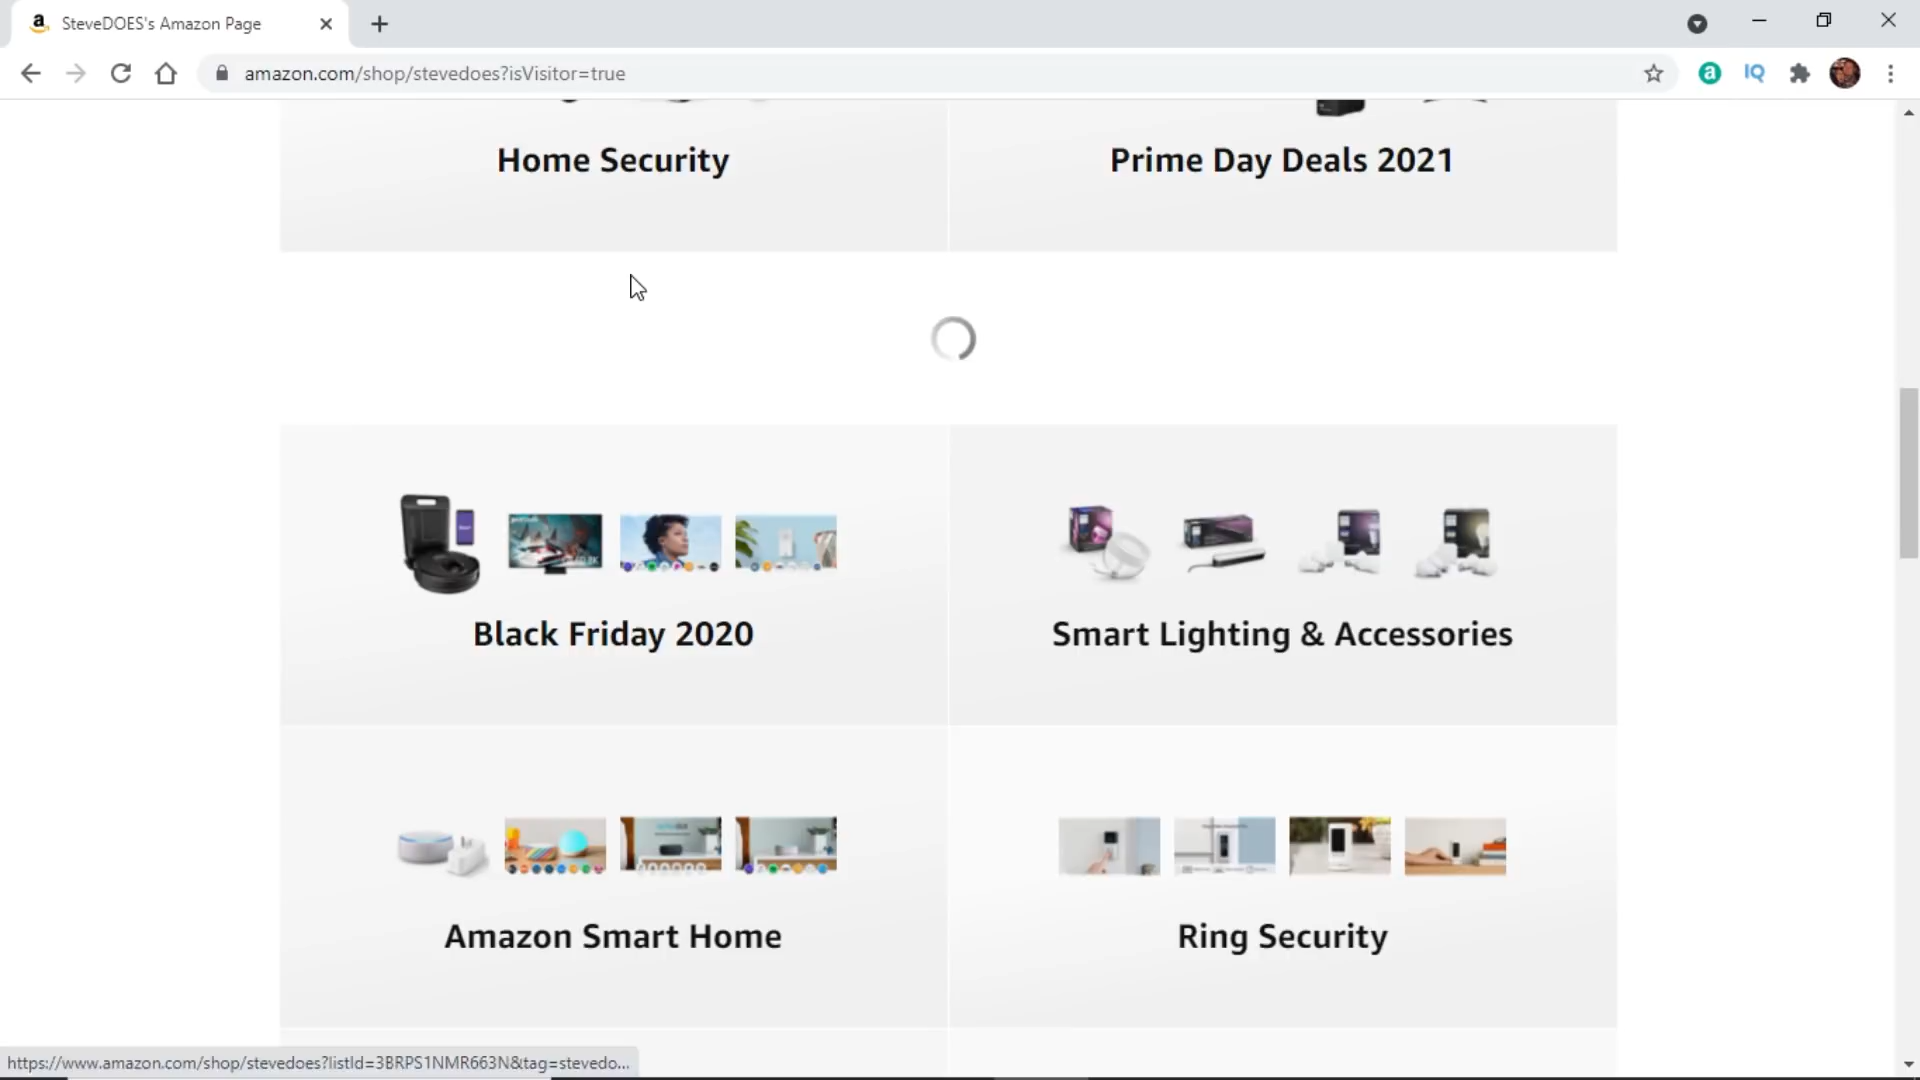 SteveDOES's Amazon Page
amazon.com/shop/stevedoes?isVisitor=true
Home Security
Prime Day Deals 2021
Black Friday 2020
Smart Lighting & Accessories
Amazon Smart Home
Ring Security
https://www.amazon.com/shop/stevedoes?listId=3BRPS1NMR663N&tag=stevedo...